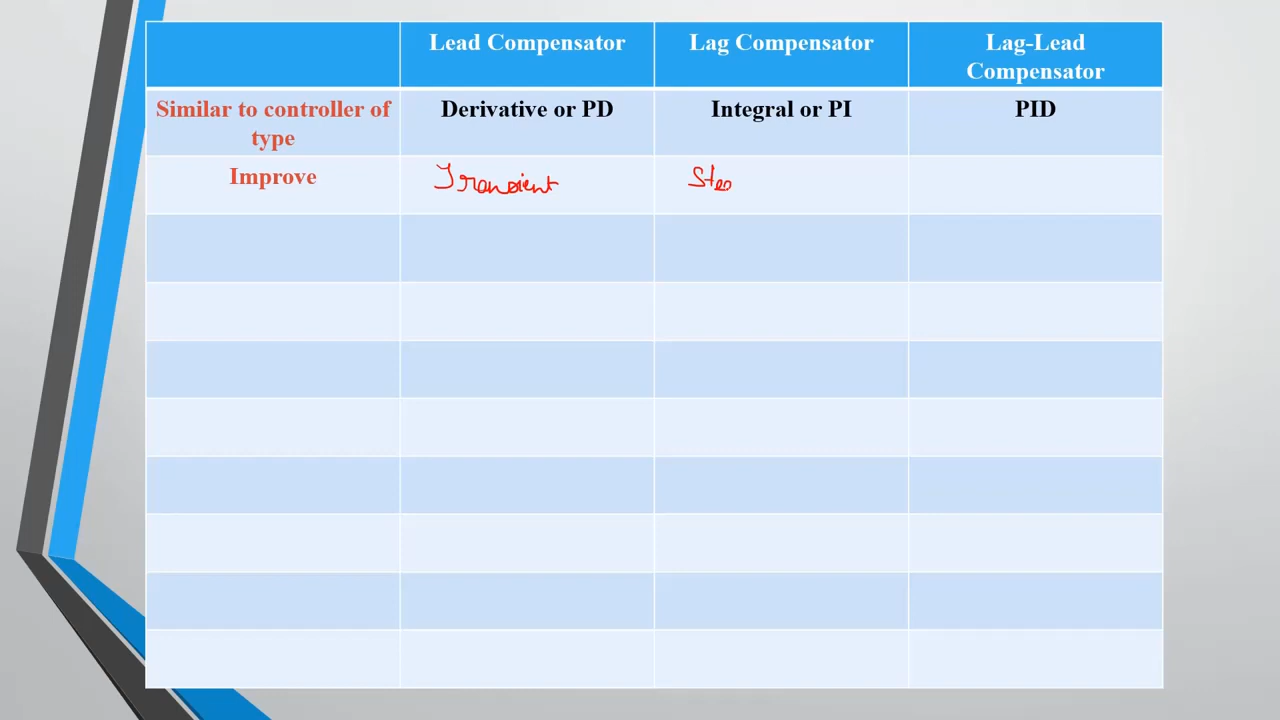 Lead Compensator
Lag Compensator
Lag-Lead
Compensator
Similar to controller of
type
Derivative or PD
Integral or PI
PID
Improve
Transient
Stea